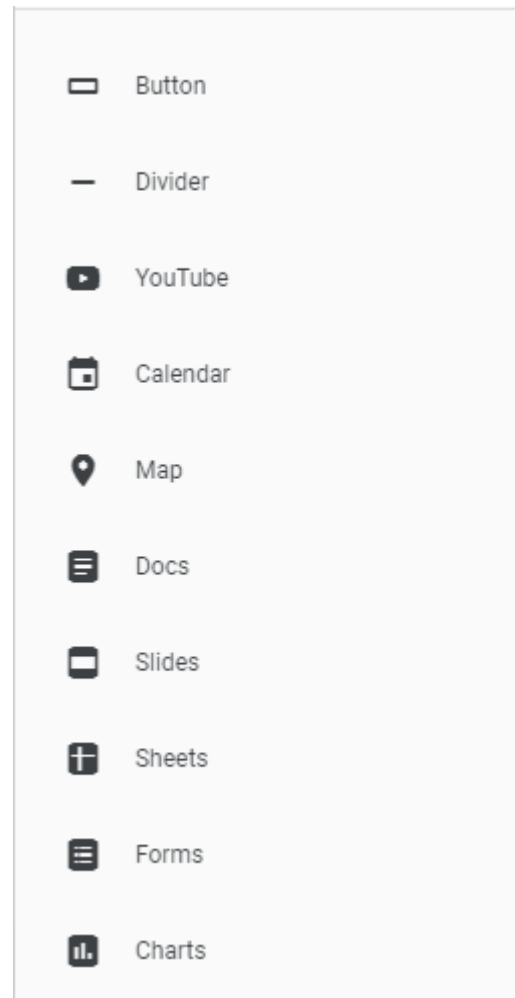 Button
Divider
YouTube
Calendar
Map
Docs
Slides
Sheets
Forms
Charts